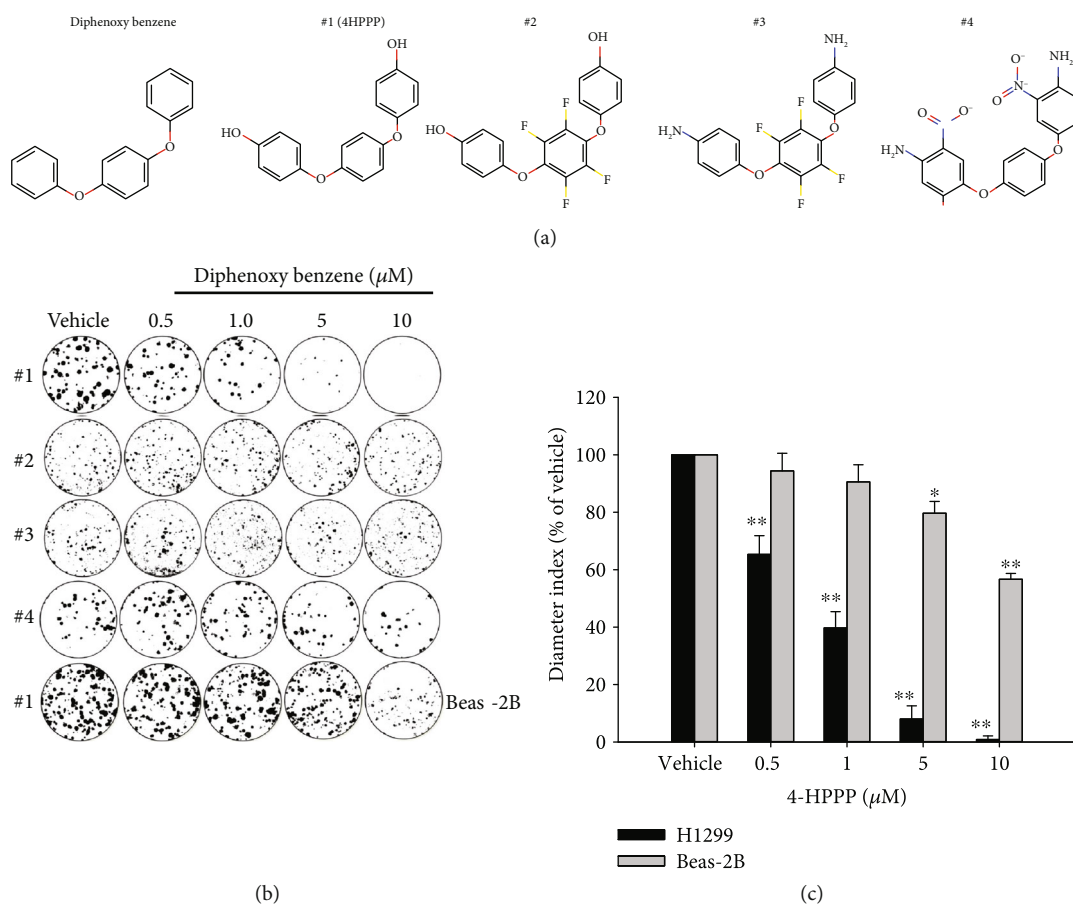 Diphenoxy benzene
#1 (4HPPP)
#2
#3
#4
OH
HO
O
O
OH
HO
F
F
F
F
O
O
NH2
H2N
F
F
F
F
O
O
O-
O
N-
NH2
O
O-
H2N
O
O
(a)
Diphenoxy benzene (μM)
Vehicle 0.5 1.0 5 10
#1
#2
#3
#4
#1
Beas -2B
(b)
Diameter index (% of vehicle)
120
100
80
60
40
20
0
**
**
**
**
*
**
Vehicle 0.5 1 5 10
4-HPPP (μM)
H1299
Beas-2B
(c)